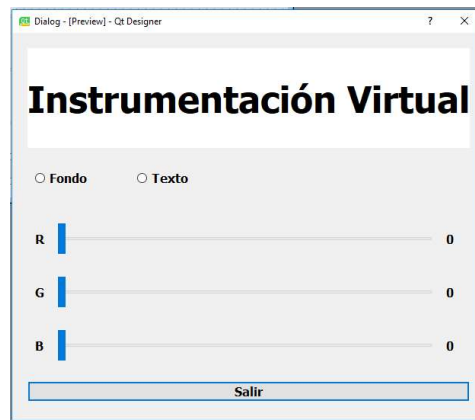 Dialog - [Preview] - Qt Designer
Instrumentación Virtual
Fondo Texto
R 0
G 0
B 0
Salir